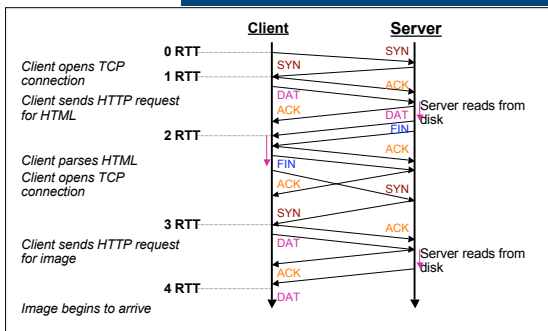 Client Server
0 RTT SYN
Client opens TCP SYN
connection 1 RTT ACK
Client sends HTTP request DAT
for HTML ACK Server reads from
DAT disk
2 RTT FIN
Client parses HTML ACK
FIN
Client opens TCP
connection ACK SYN
SYN
3 RTT ACK
Client sends HTTP request DAT
for image Server reads from
ACK disk
4 RTT
DAT
Image begins to arrive